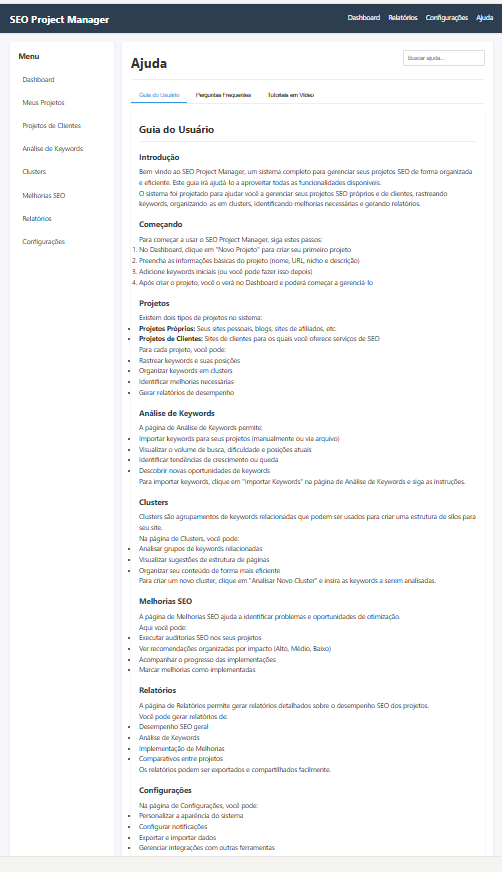 SEO Project Manager
Dashboard Relatórios Configurações Ajuda
Menu
Dashboard
Meus Projetos
Projetos de Clientes
Análise de Keywords
Clusters
Melhorias SEO
Relatórios
Configurações
Ajuda
Buscar ajuda...
Guia do Usuário Perguntas Frequentes Tutoriais em Vídeo
Guia do Usuário
Introdução
Bem-vindo ao SEO Project Manager, um sistema completo para gerenciar seus projetos SEO de forma organizada
e eficiente. Este guia irá ajudá-lo a aproveitar todas as funcionalidades disponíveis.
O sistema foi projetado para ajudar você a gerenciar seus projetos SEO próprios e de clientes, rastreando
keywords, organizando-as em clusters, identificando melhorias necessárias e gerando relatórios.
Começando
Para começar a usar o SEO Project Manager, siga estes passos:
1. No Dashboard, clique em "Novo Projeto" para criar seu primeiro projeto
2. Preencha as informações básicas do projeto (nome, URL, nicho e descrição)
3. Adicione keywords iniciais (ou você pode fazer isso depois)
4. Após criar o projeto, você o verá no Dashboard e poderá começar a gerenciá-lo
Projetos
Existem dois tipos de projetos no sistema:
• Projetos Próprios: Seus sites pessoais, blogs, sites de afiliados, etc.
• Projetos de Clientes: Sites de clientes para os quais você oferece serviços de SEO
Para cada projeto, você pode:
• Rastrear keywords e suas posições
• Organizar keywords em clusters
• Identificar melhorias necessárias
• Gerar relatórios de desempenho
Análise de Keywords
A página de Análise de Keywords permite:
• Importar keywords para seus projetos (manualmente ou via arquivo)
• Visualizar o volume de busca, dificuldade e posições atuais
• Identificar tendências de crescimento ou queda
• Descobrir novas oportunidades de keywords
Para importar keywords, clique em "Importar Keywords" na página de Análise de Keywords e siga as instruções.
Clusters
Clusters são agrupamentos de keywords relacionadas que podem ser usados para criar uma estrutura de silos para
seu site.
Na página de Clusters, você pode:
• Analisar grupos de keywords relacionadas
• Visualizar sugestões de estrutura de páginas
• Organizar seu conteúdo de forma mais eficiente
Para criar um novo cluster, clique em "Analisar Novo Cluster" e insira as keywords a serem analisadas.
Melhorias SEO
A página de Melhorias SEO ajuda a identificar problemas e oportunidades de otimização.
Aqui você pode:
• Executar auditorias SEO nos seus projetos
• Ver recomendações organizadas por impacto (Alto, Médio, Baixo)
• Acompanhar o progresso das implementações
• Marcar melhorias como implementadas
Relatórios
A página de Relatórios permite gerar relatórios detalhados sobre o desempenho SEO dos projetos.
Você pode gerar relatórios de:
• Desempenho SEO geral
• Análise de Keywords
• Implementação de Melhorias
• Comparativos entre projetos
Os relatórios podem ser exportados e compartilhados facilmente.
Configurações
Na página de Configurações, você pode:
• Personalizar a aparência do sistema
• Configurar notificações
• Exportar e importar dados
• Gerenciar integrações com outras ferramentas